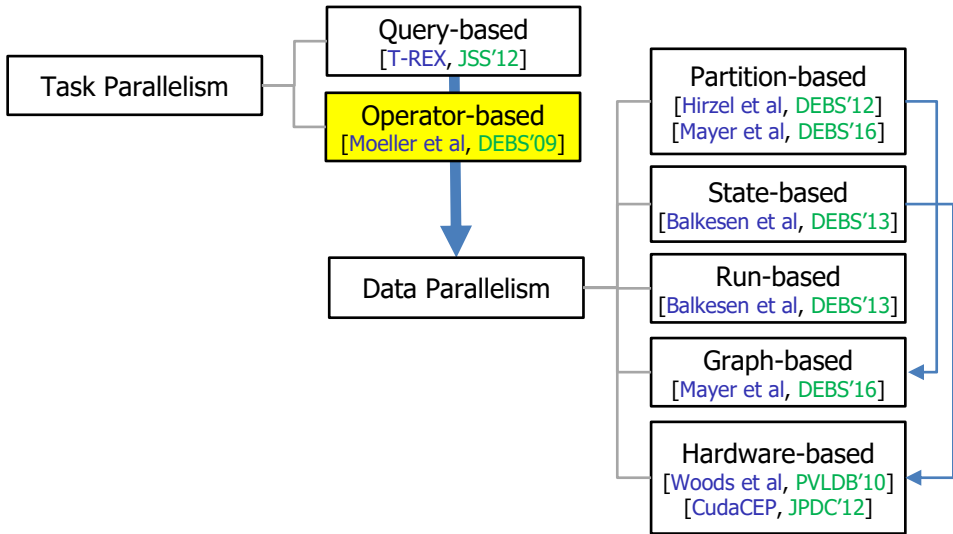 Query-based
[T-REX, JSS'12]
Task Parallelism
Operator-based
[Moeller et al, DEBS'09]
Data Parallelism
Partition-based
[Hirzel et al, DEBS'12]
[Mayer et al, DEBS'16]
State-based
[Balkesen et al, DEBS'13]
Run-based
[Balkesen et al, DEBS'13]
Graph-based
[Mayer et al, DEBS'16]
Hardware-based
[Woods et al, PVLDB'10]
[CudaCEP, JPDC'12]